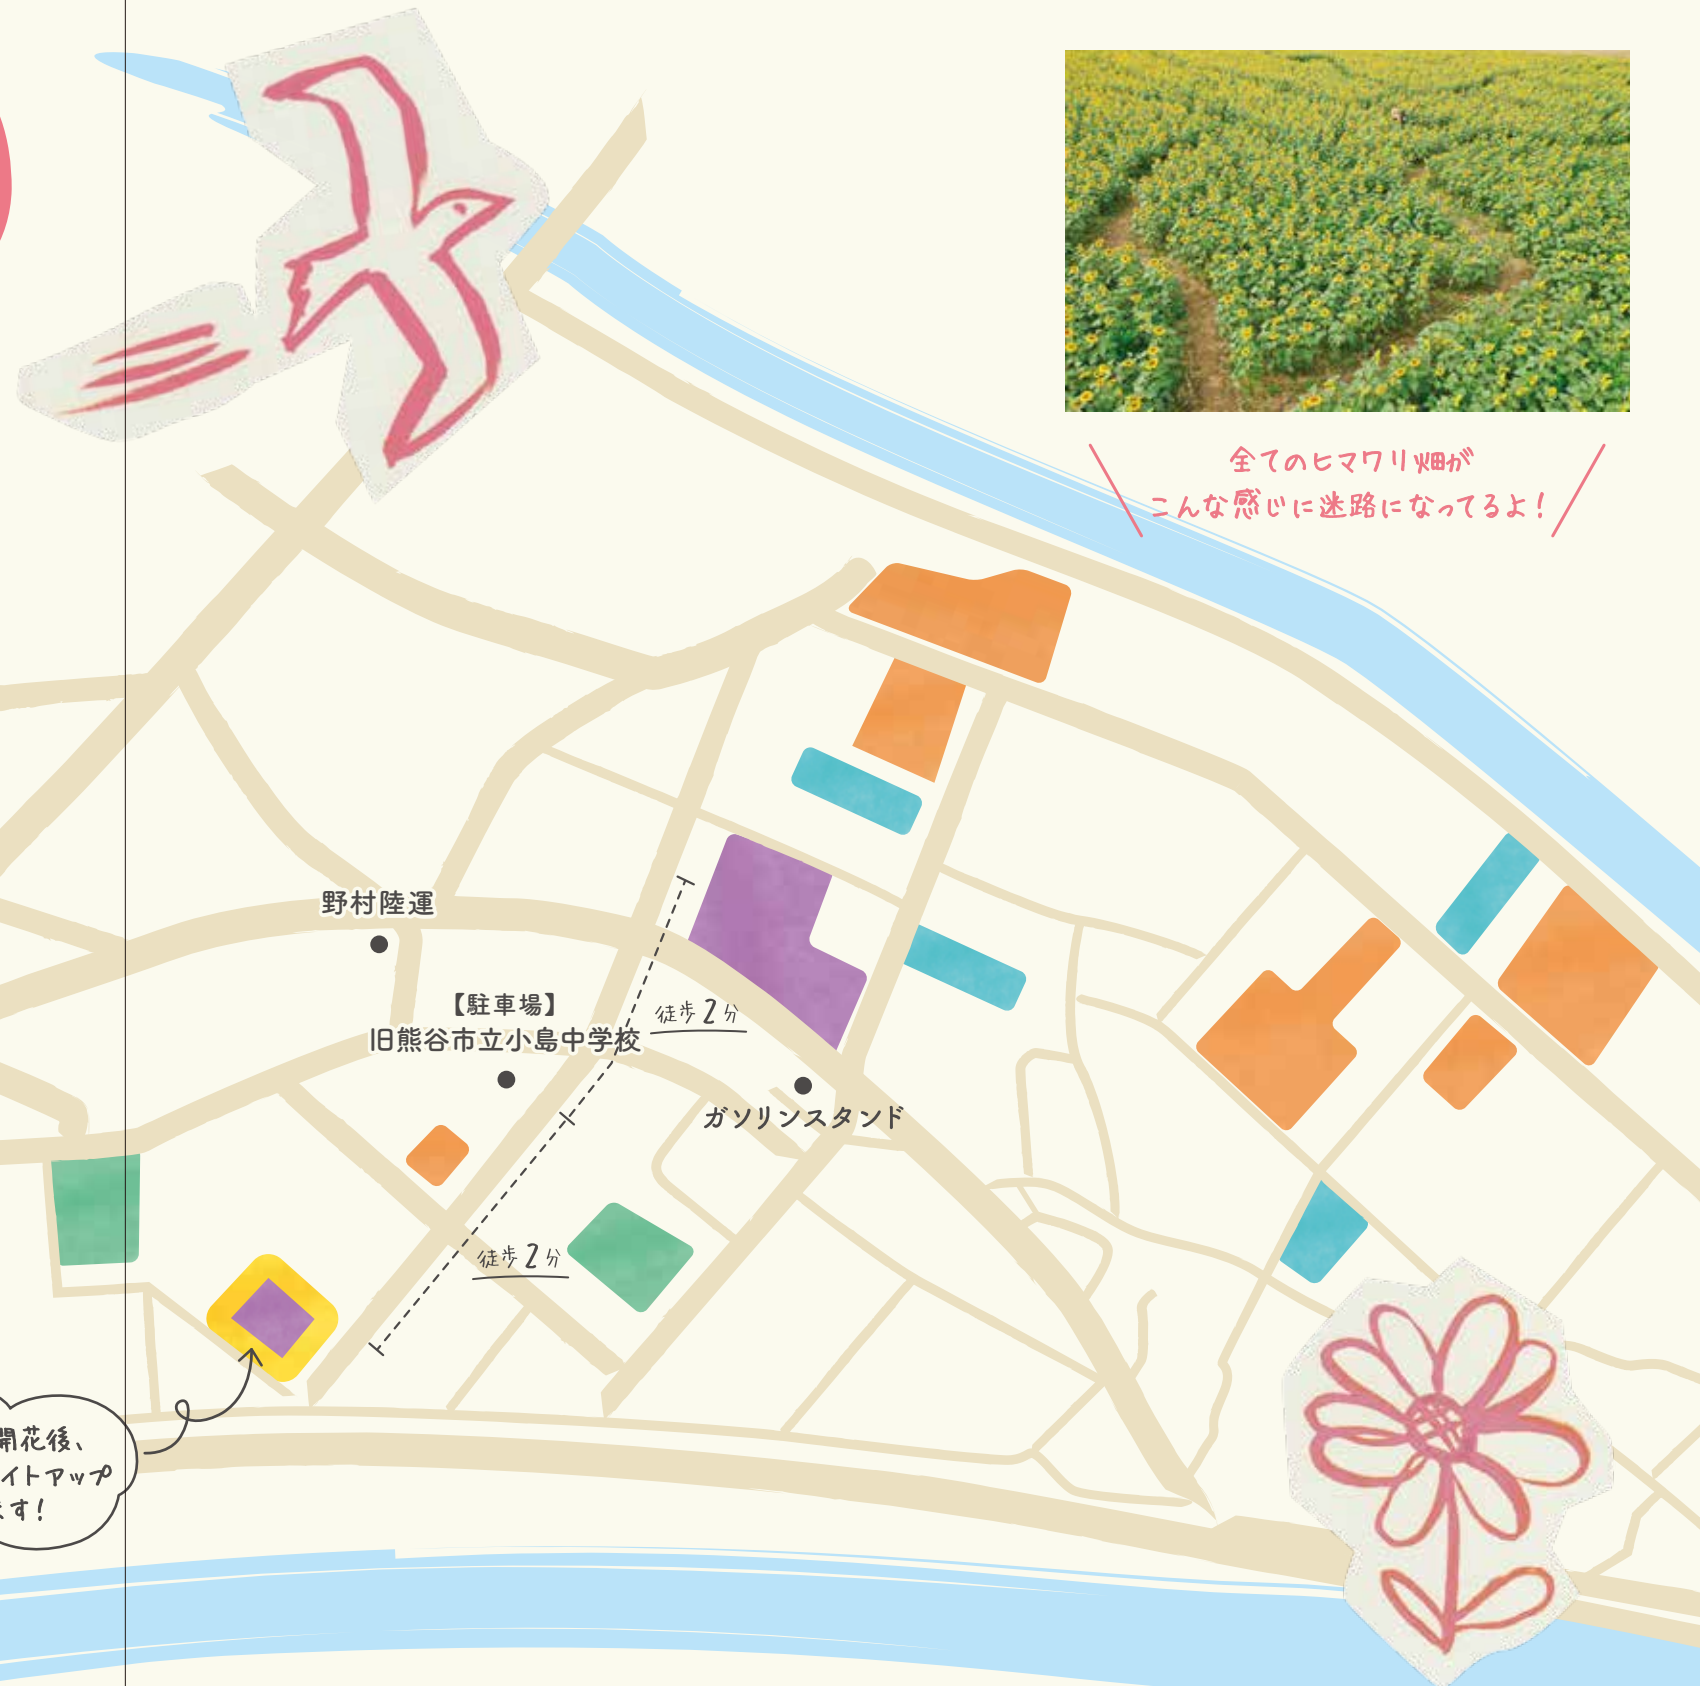 全てのヒマワリ畑が
こんな感じに迷路になってるよ!
野村陸運
【駐車場】
旧熊谷市立小島中学校
徒歩2分
ガソリンスタンド
徒歩2分
開花後、
イトアップ
ます!